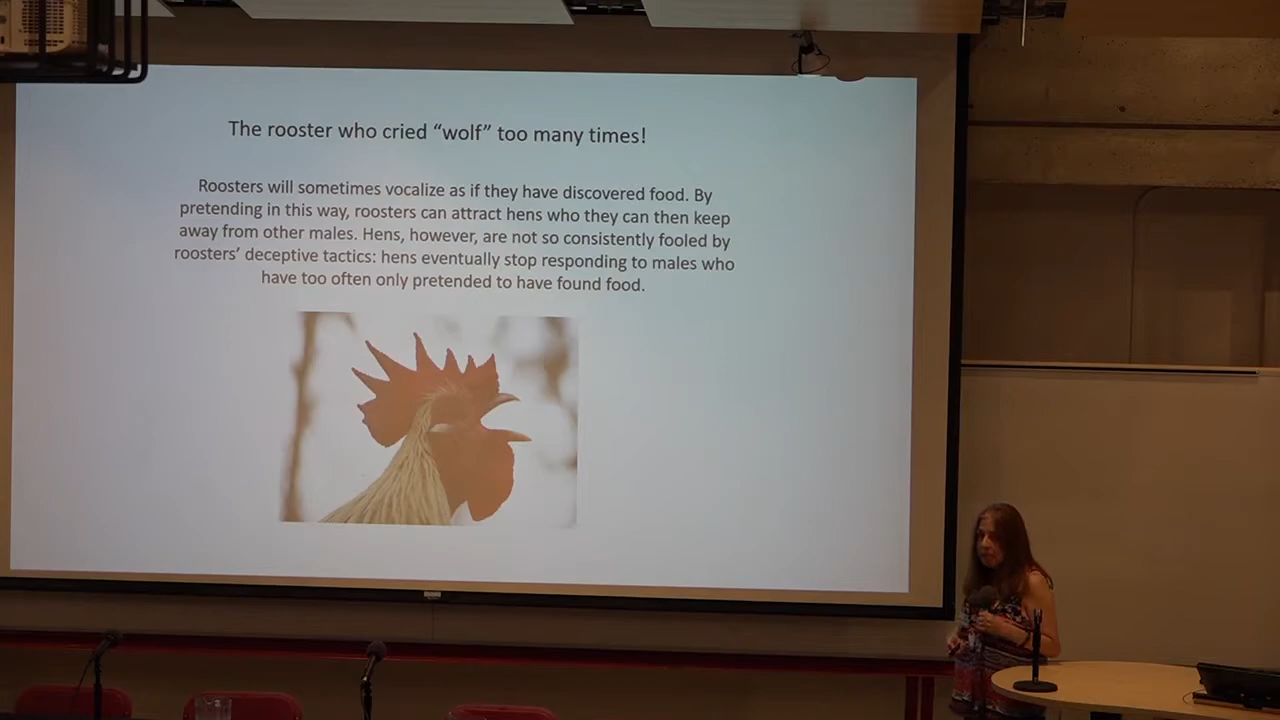 The rooster who cried “wolf” too many times!
Roosters will sometimes vocalize as if they have discovered food. By
pretending in this way, roosters can attract hens who they can then keep
away from other males. Hens, however, are not so consistently fooled by
roosters’ deceptive tactics: hens eventually stop responding to males who
have too often only pretended to have found food.